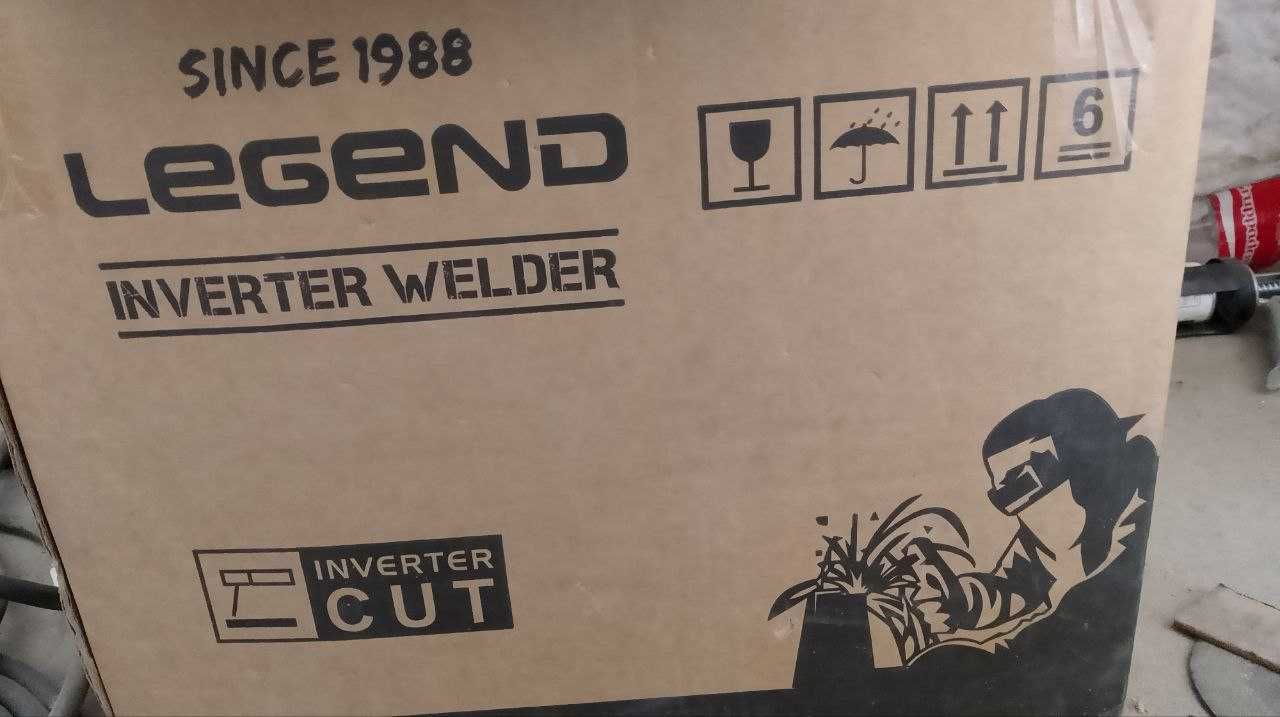 SINCE 1988
LEGEND
INVERTER WELDER
6
INVERTER
CUT